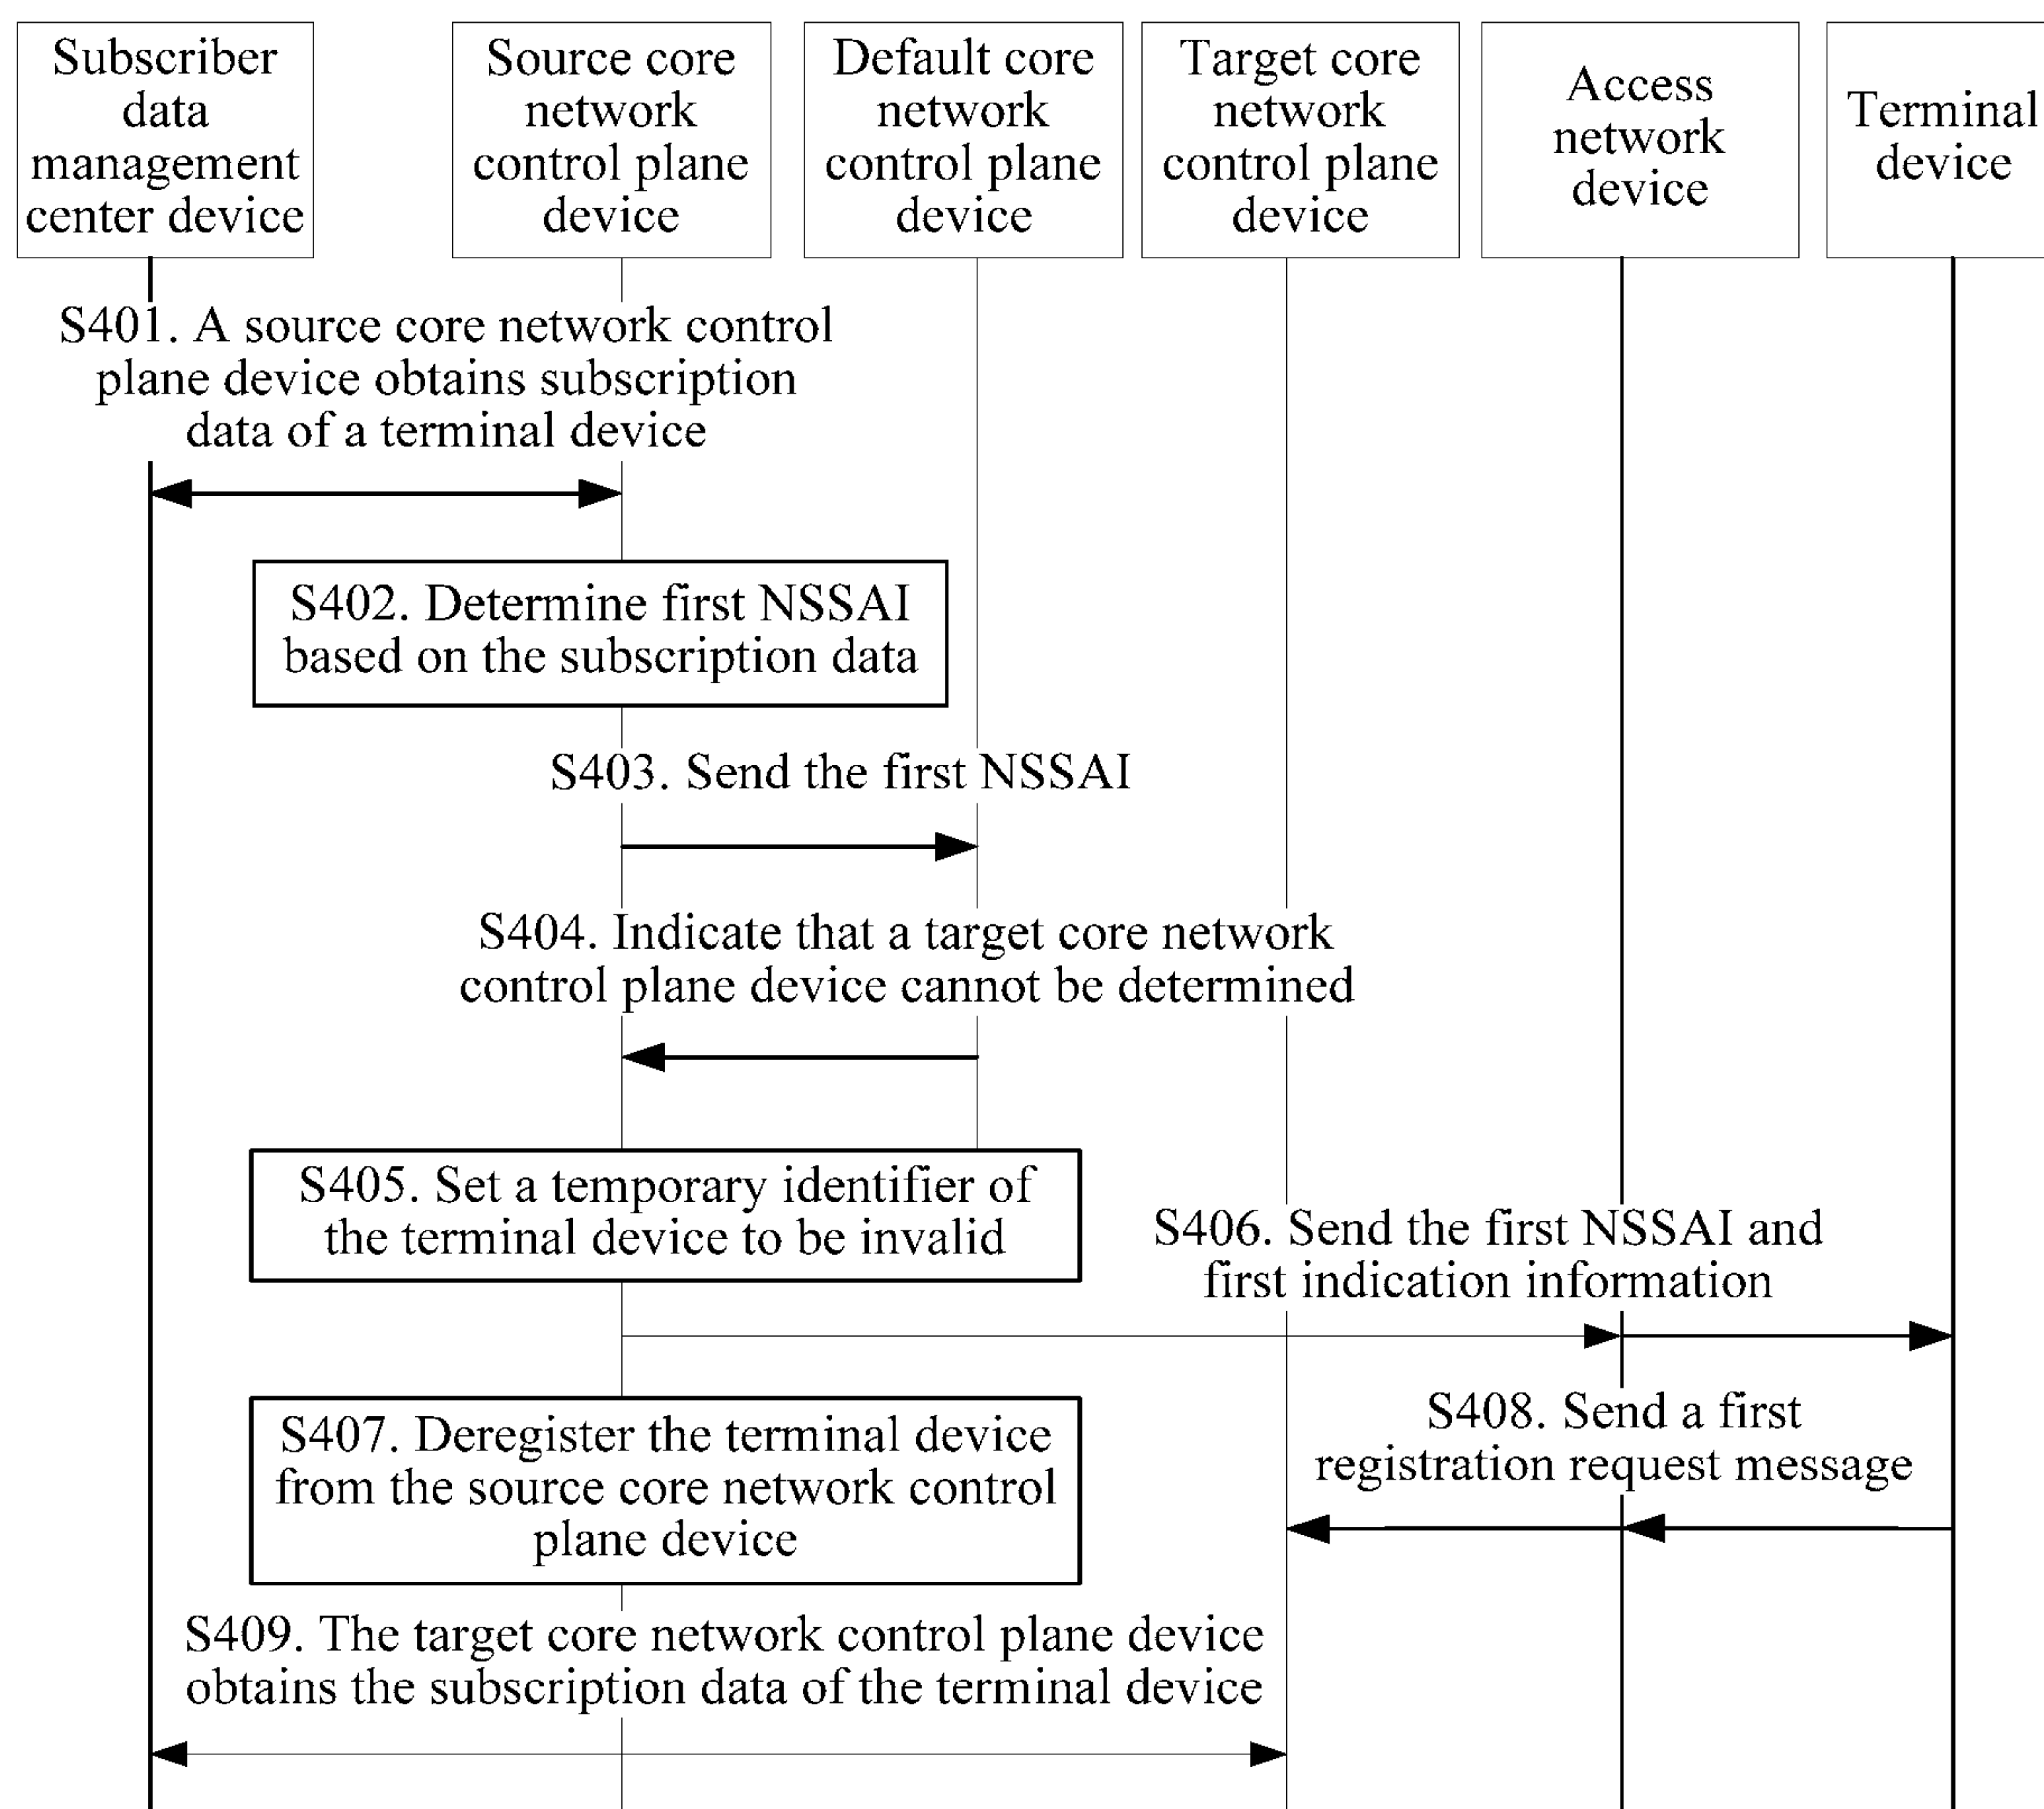 Subscriber
data
management
center device
Source core
network
control plane
device
Default core
network
control plane
device
Target core
network
control plane
device
Access
network
device
Terminal
device
S401. A source core network control
plane device obtains subscription
data of a terminal device
S402. Determine first NSSAI
based on the subscription data
S403. Send the first NSSAI
S404. Indicate that a target core network
control plane device cannot be determined
S405. Set a temporary identifier of
the terminal device to be invalid
S406. Send the first NSSAI and
first indication information
S407. Deregister the terminal device
from the source core network control
plane device
S408. Send a first
registration request message
S409. The target core network control plane device
obtains the subscription data of the terminal device